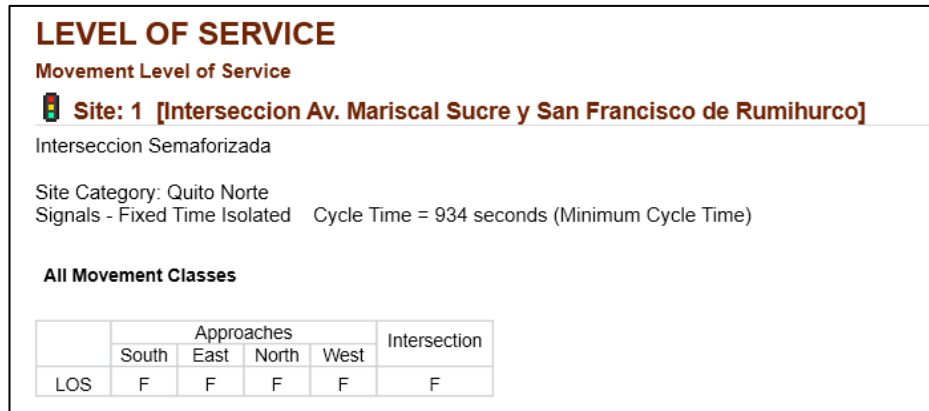 LEVEL OF SERVICE
Movement Level of Service
Site: 1 [Interseccion Av. Mariscal Sucre y San Francisco de Rumihurco]
Interseccion Semaforizada
Site Category: Quito Norte
Signals - Fixed Time Isolated Cycle Time = 934 seconds (Minimum Cycle Time)
All Movement Classes
Approaches Intersection
South East North West
LOS F F F F F